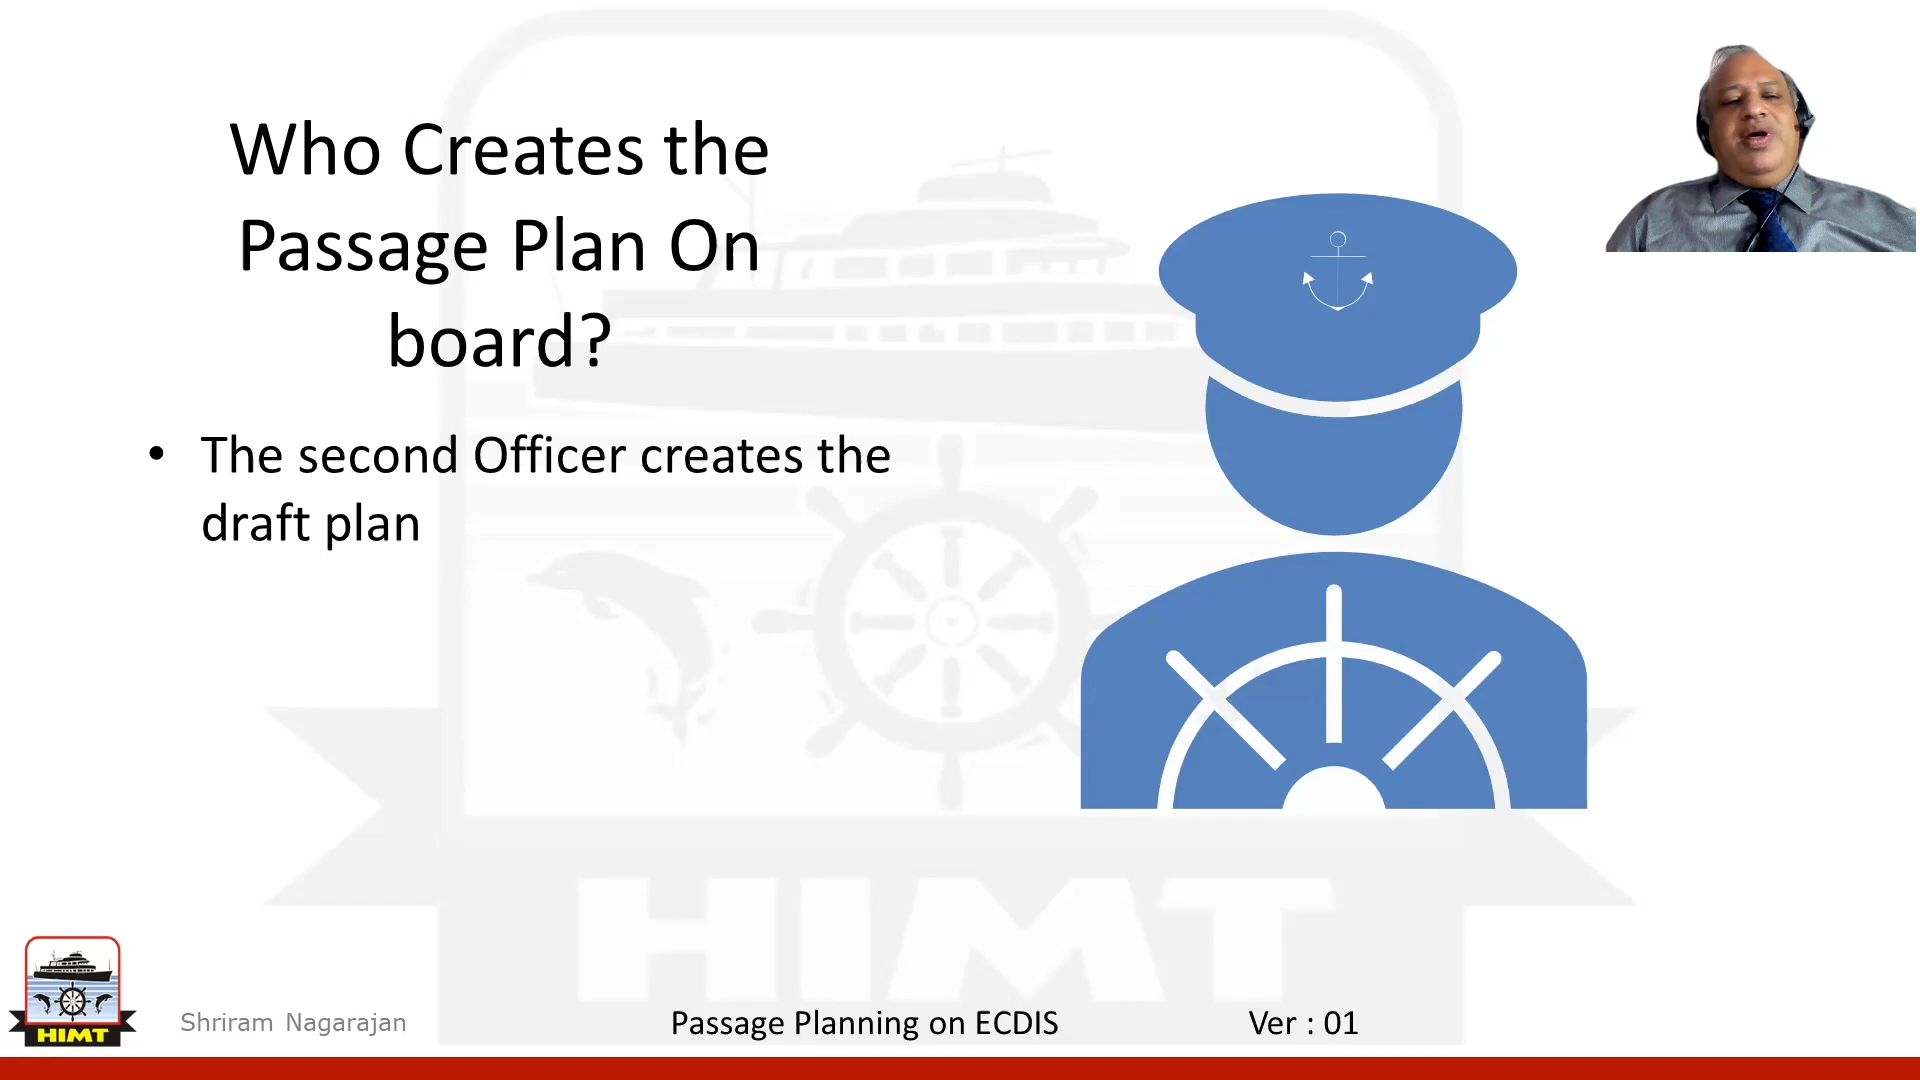 Who Creates the
Passage Plan On
board?
• The second Officer creates the
draft plan
HIMT
HIMT
Shriram Nagarajan
Passage Planning on ECDIS
Ver : 01